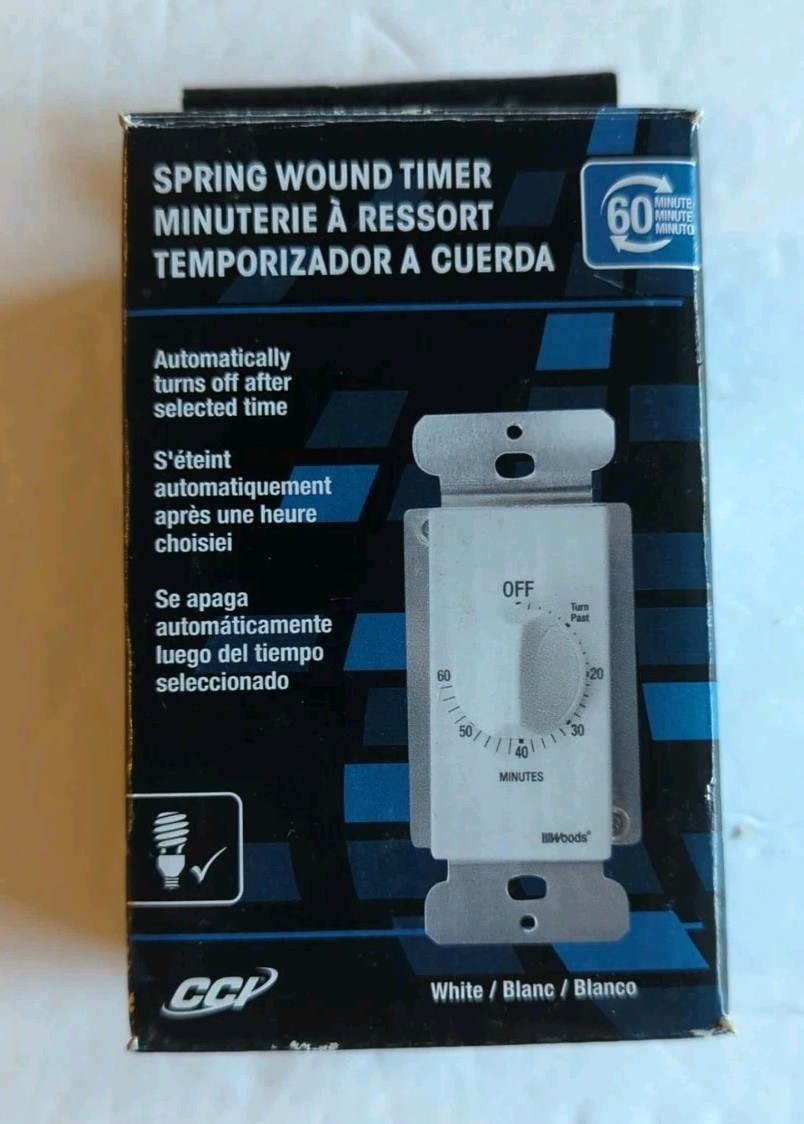 SPRING WOUND TIMER
MINUTERIE À RESSORT
TEMPORIZADOR A CUERDA
60 MINUTE
MINUTE
MINUTO
Automatically
turns off after
selected time
S'éteint
automatiquement
après une heure
choisiei
Se apaga
automáticamente
luego del tiempo
seleccionado
OFF
Turn
Past
20
30
40
50
60
MINUTES
Woods®
CCI
White / Blanc / Blanco